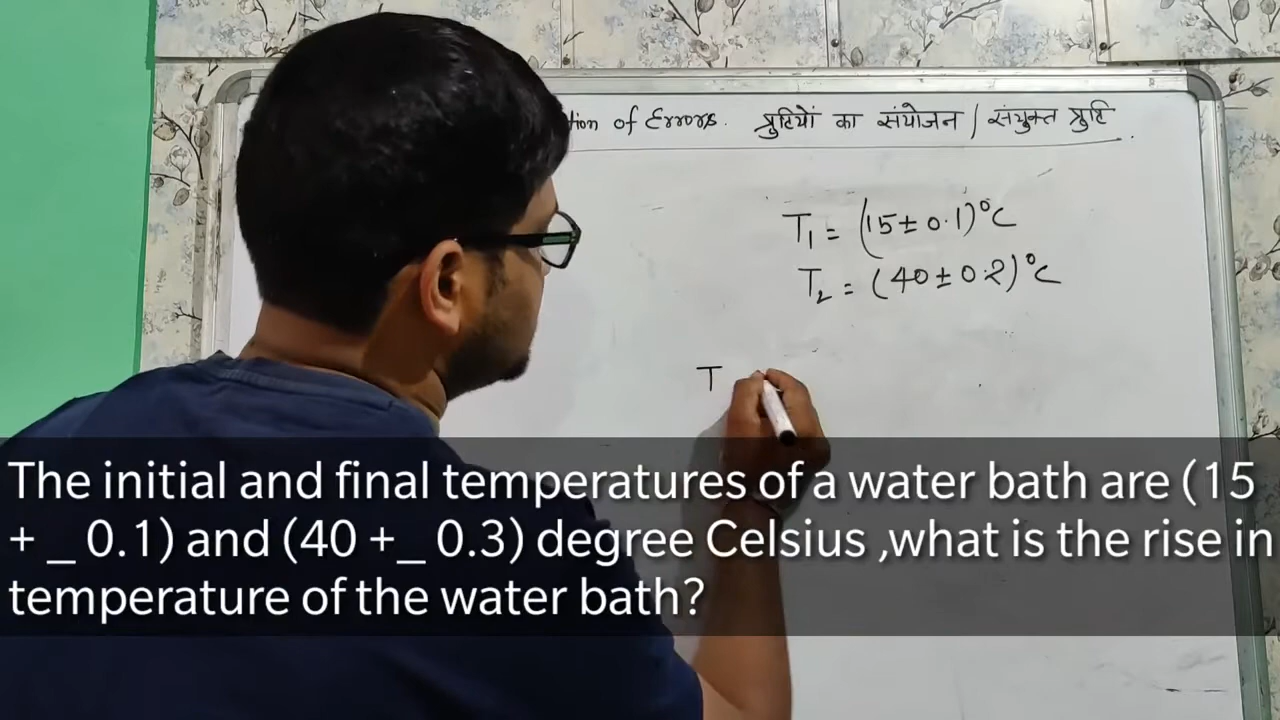 of Errors. त्रुटियों का संयोजन / संयुक्त त्रुटि
T₁ = (15 ± 0.1)°C
T₂ = (40 ± 0.2)°C
T
The initial and final temperatures of a water bath are (15
+ _ 0.1) and (40 +_ 0.3) degree Celsius ,what is the rise in
temperature of the water bath?